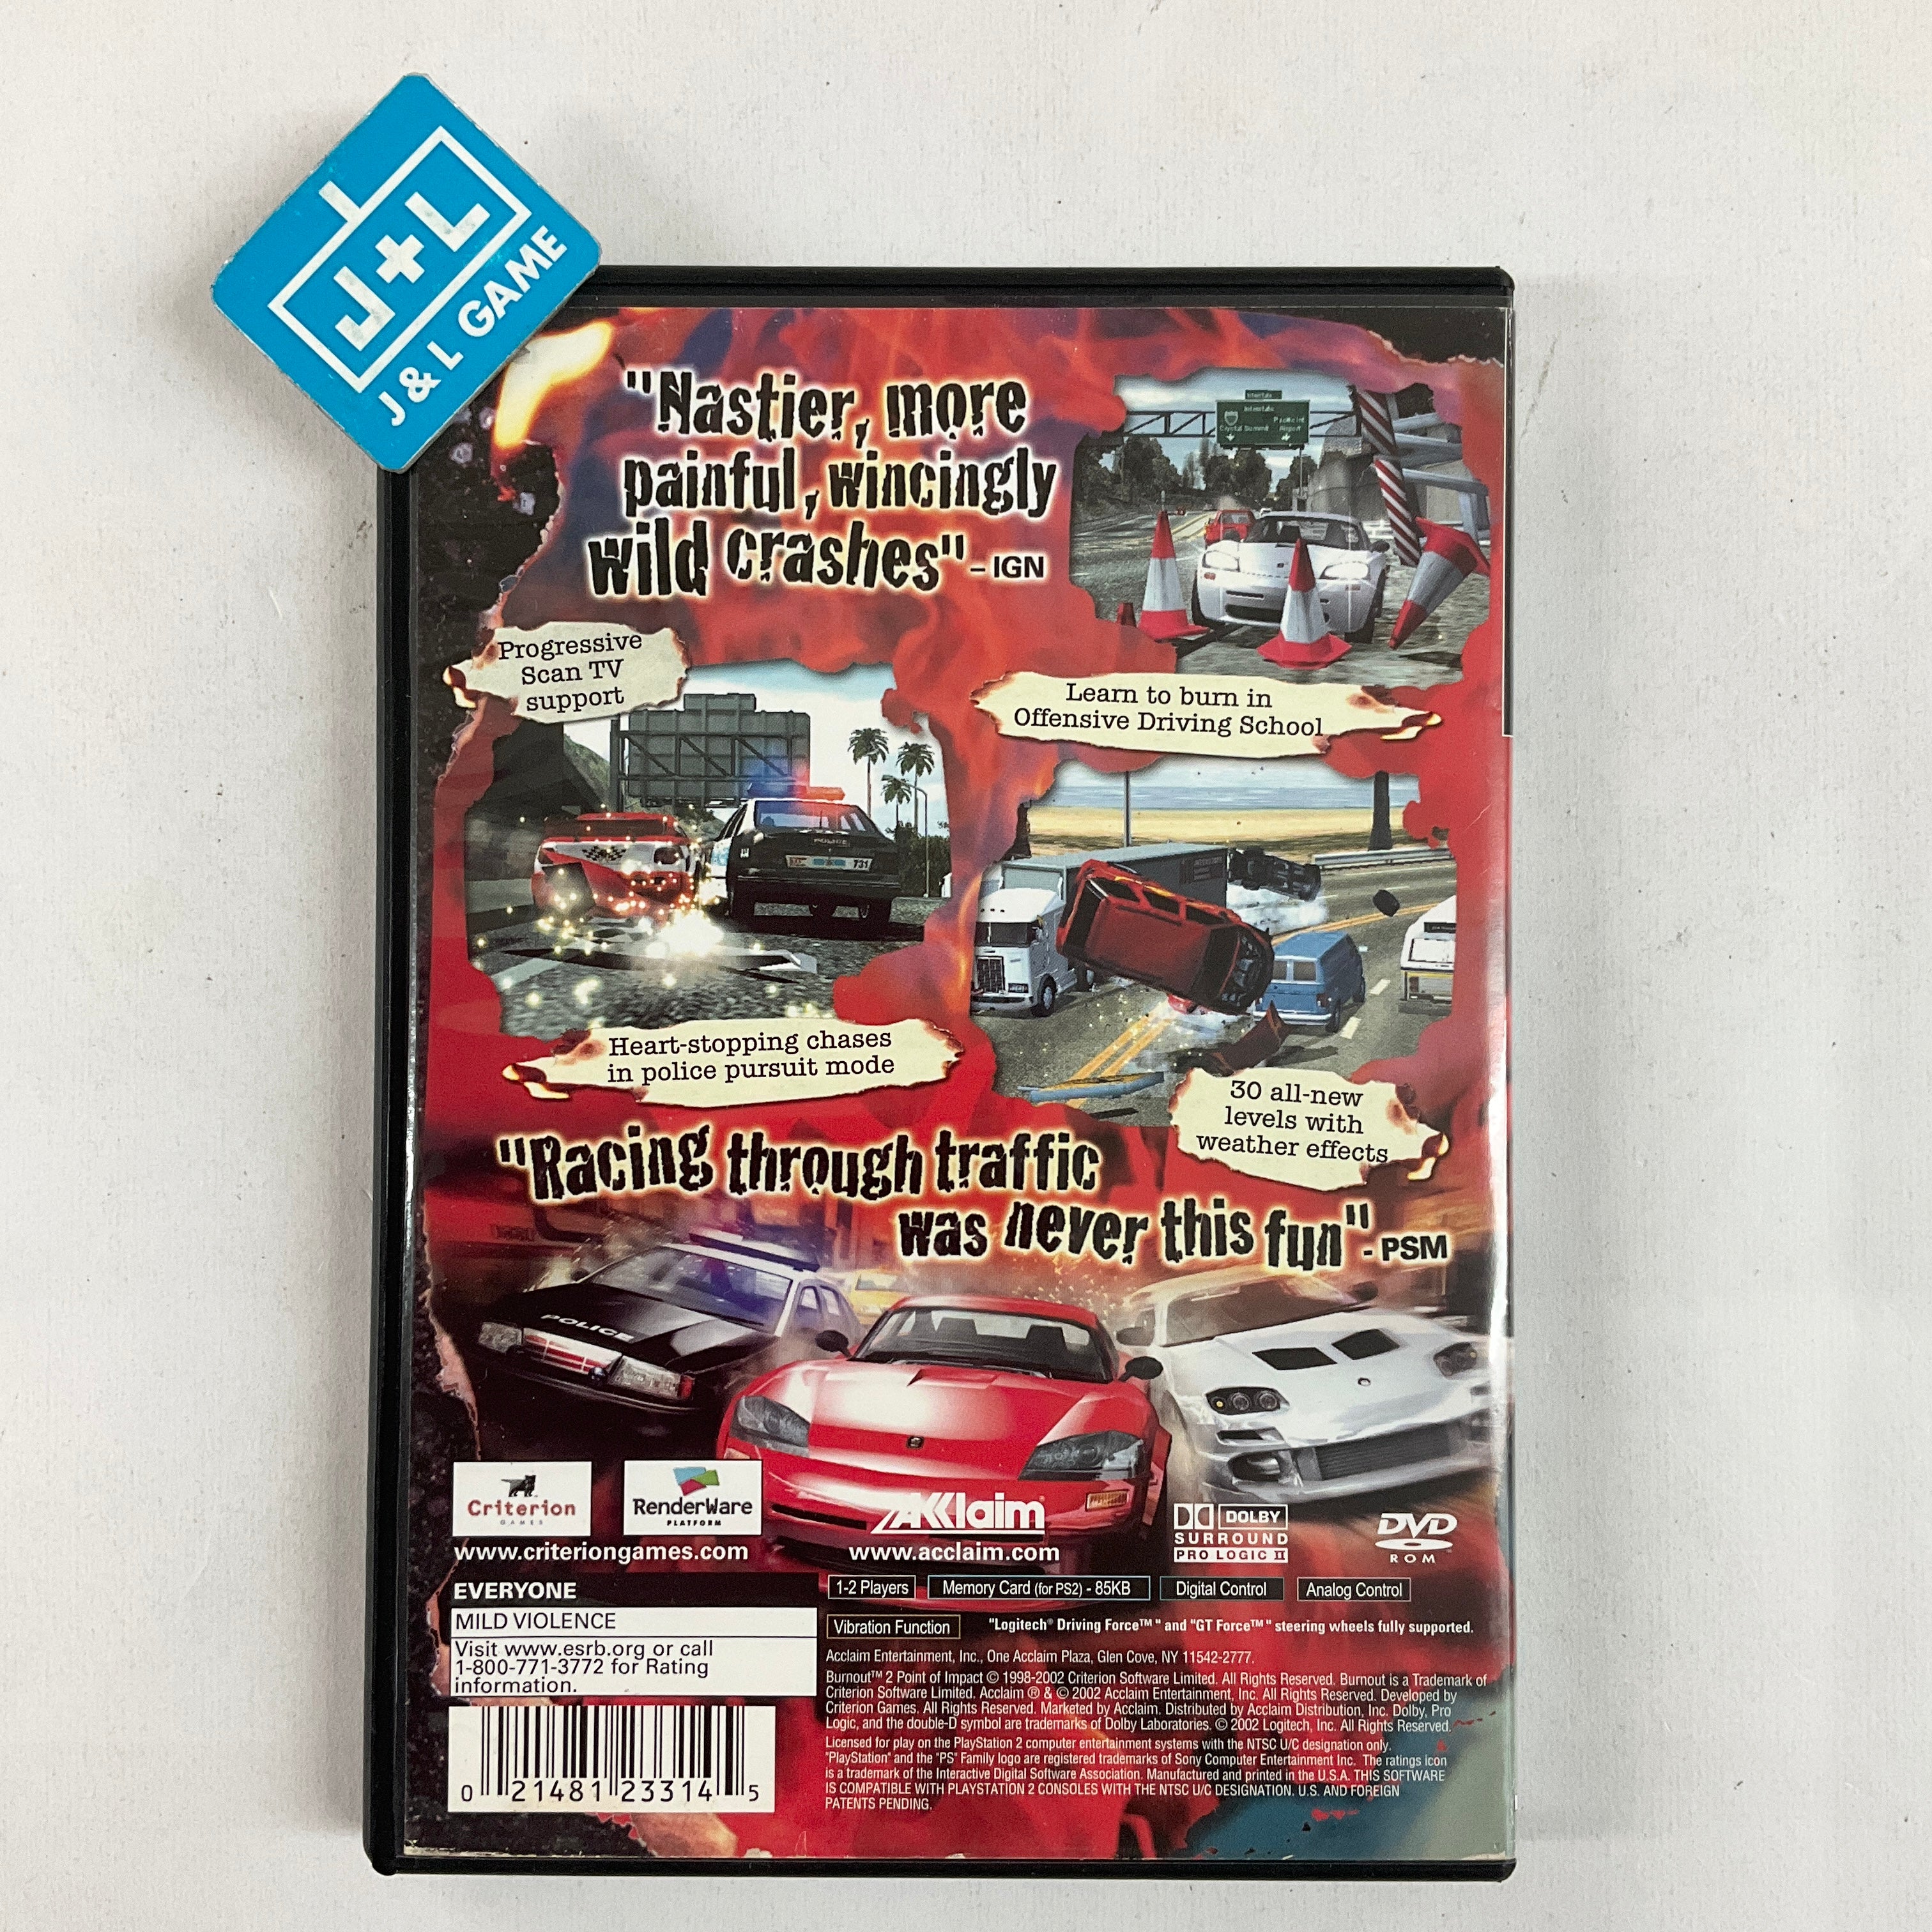 J+L
J & L GAME
"Nastier, more
painful, wincingly
wild crashes" - IGN
Interstate
Interstate
Crystal Summit
Airport
Progressive
Scan TV
support
Learn to burn in
Offensive Driving School
POLICE
731
Heart-stopping chases
in police pursuit mode
30 all-new
levels with
weather effects
"Racing through traffic
was never this fun" - PSM
POLICE
Criterion
GAMES
RenderWare
PLATFORM
AKKlaim
DOLBY
SURROUND
PRO LOGIC II
DVD
ROM
www.criteriongames.com
www.acclaim.com
EVERYONE
MILD VIOLENCE
Visit www.esrb.org or call
1-800-771-3772 for Rating
information.
1-2 Players
Memory Card (for PS2) - 85KB
Digital Control
Analog Control
Vibration Function
"Logitech® Driving Force™" and "GT Force™" steering wheels fully supported.
Acclaim Entertainment, Inc., One Acclaim Plaza, Glen Cove, NY 11542-2777.
Burnout™ 2 Point of Impact © 1998-2002 Criterion Software Limited. All Rights Reserved. Burnout is a Trademark of
Criterion Software Limited. Acclaim ® & © 2002 Acclaim Entertainment, Inc. All Rights Reserved. Developed by
Criterion Games. All Rights Reserved. Marketed by Acclaim. Distributed by Acclaim Distribution, Inc. Dolby, Pro
Logic, and the double-D symbol are trademarks of Dolby Laboratories. © 2002 Logitech, Inc. All Rights Reserved.
Licensed for play on the PlayStation 2 computer entertainment systems with the NTSC U/C designation only.
"PlayStation" and the "PS" Family logo are registered trademarks of Sony Computer Entertainment Inc. The ratings icon
is a trademark of the Interactive Digital Software Association. Manufactured and printed in the U.S.A. THIS SOFTWARE
IS COMPATIBLE WITH PLAYSTATION 2 CONSOLES WITH THE NTSC U/C DESIGNATION. U.S. AND FOREIGN
PATENTS PENDING.
0 21481 23314 5